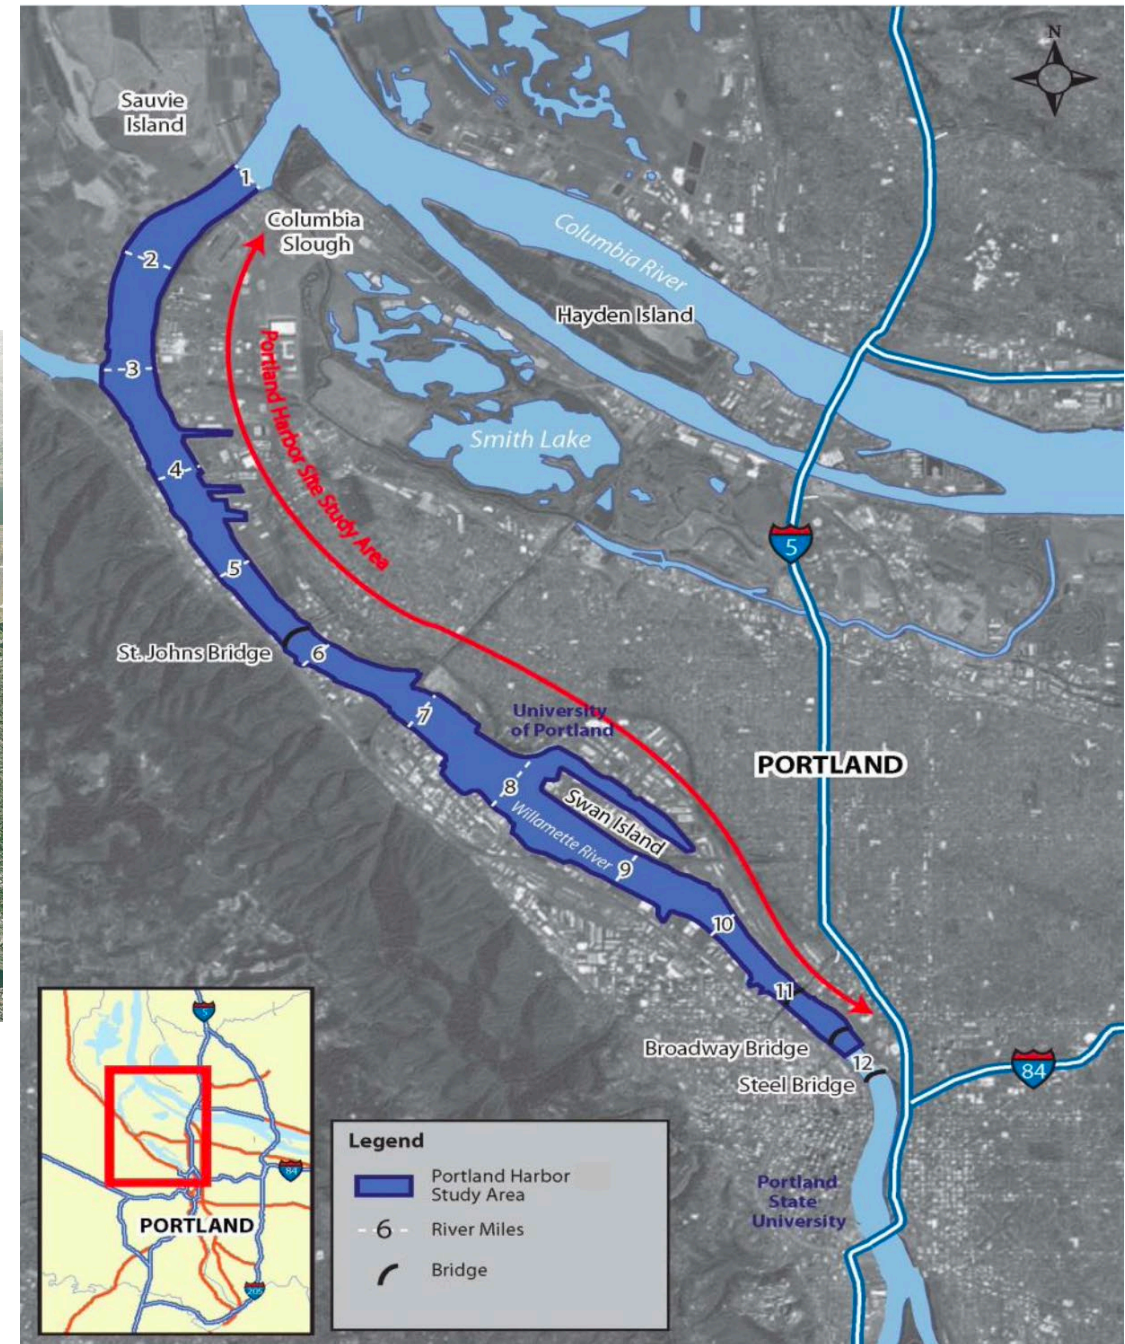 N
Sauvie
Island
1
Columbia
Slough
2
Columbia River
Hayden Island
3
Portland Harbor Site Study Area
Smith Lake
4
5
5
St. Johns Bridge
6
7
University
of Portland
PORTLAND
8
Swan Island
Willamette River
9
10
11
Broadway Bridge
12
Steel Bridge
84
Portland
State
University
5
84
PORTLAND
205
Legend
Portland Harbor
Study Area
6
River Miles
Bridge